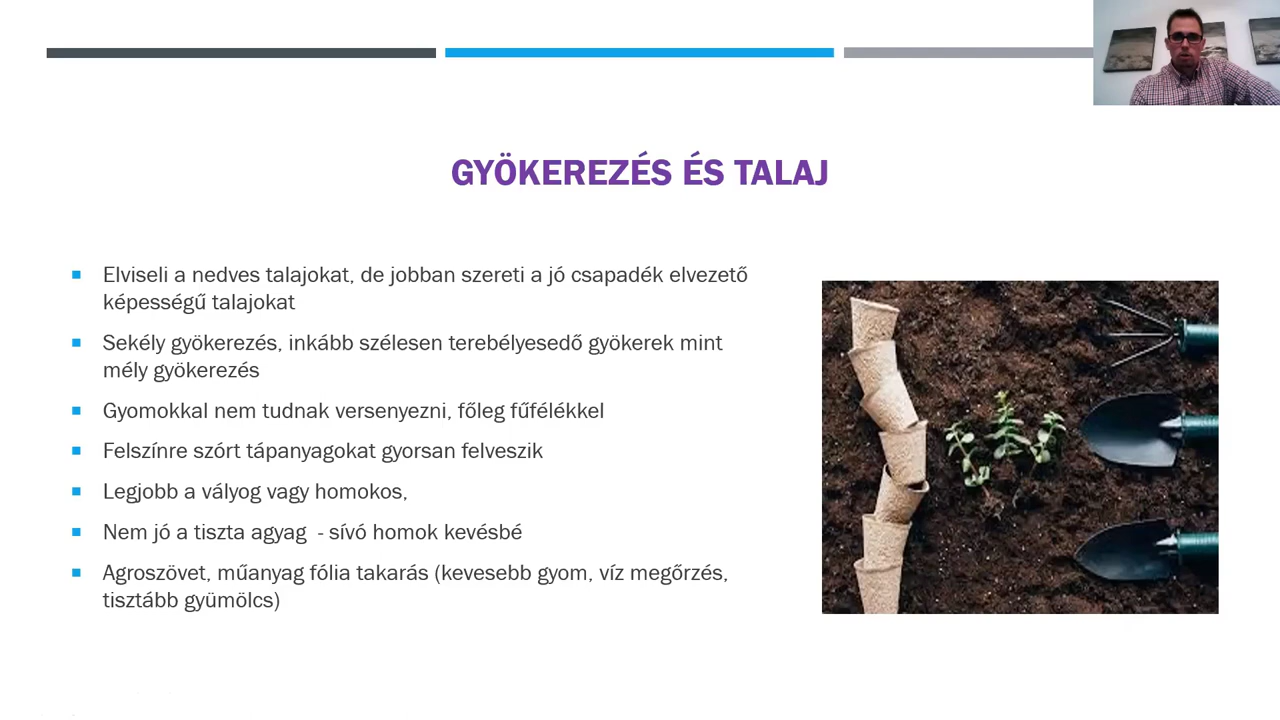 GYÖKEREZÉS ÉS TALAJ
Elviseli a nedves talajokat, de jobban szereti a jó csapadék elvezető
képességű talajokat
Sekély gyökerezés, inkább szélesen terebélyesedő gyökerek mint
mély gyökerezés
Gyomokkal nem tudnak versenyezni, főleg fűfélékkel
Felszínre szórt tápanyagokat gyorsan felveszik
Legjobb a vályog vagy homokos,
Nem jó a tiszta agyag  - sívó homok kevésbé
Agroszövet, műanyag fólia takarás (kevesebb gyom, víz megőrzés,
tisztább gyümölcs)